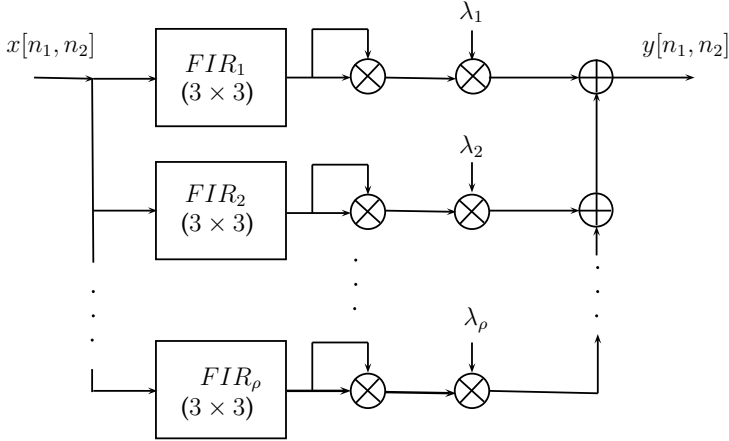 λ₁
x[n₁, n₂]
y[n₁, n₂]
FIR₁
(3 × 3)
λ₂
FIR₂
(3 × 3)
λᵨ
FIRᵨ
(3 × 3)